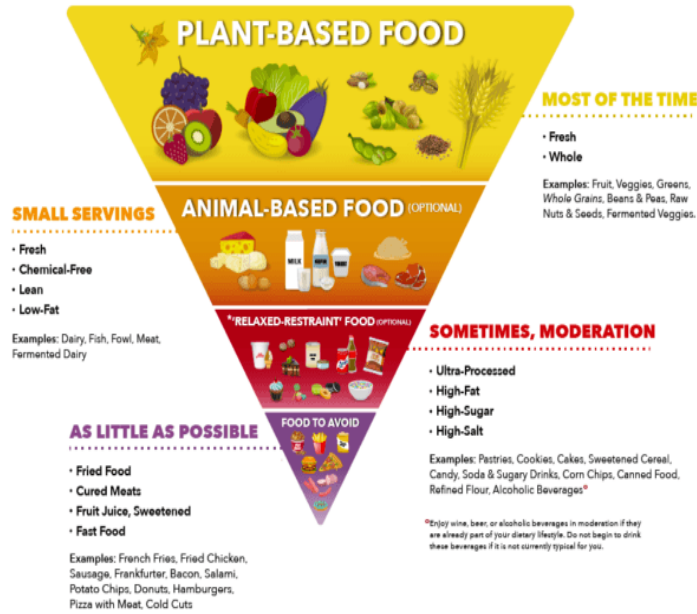 PLANT-BASED FOOD
MOST OF THE TIME
• Fresh
• Whole
Examples: Fruit, Veggies, Greens,
Whole Grains, Beans & Peas, Raw
Nuts & Seeds, Fermented Veggies.
SMALL SERVINGS
• Fresh
• Chemical-Free
• Lean
• Low-Fat
Examples: Dairy, Fish, Fowl, Meat,
Fermented Dairy
ANIMAL-BASED FOOD (OPTIONAL)
MILK
*'RELAXED-RESTRAINT' FOOD (OPTIONAL)
SOMETIMES, MODERATION
• Ultra-Processed
• High-Fat
• High-Sugar
• High-Salt
Examples: Pastries, Cookies, Cakes, Sweetened Cereal,
Candy, Soda & Sugary Drinks, Corn Chips, Canned Food,
Refined Flour, Alcoholic Beverages*
*Enjoy wine, beer, or alcoholic beverages in moderation if they
are already part of your dietary lifestyle. Do not begin to drink
these beverages if it is not currently typical for you.
FOOD TO AVOID
AS LITTLE AS POSSIBLE
• Fried Food
• Cured Meats
• Fruit Juice, Sweetened
• Fast Food
Examples: French Fries, Fried Chicken,
Sausage, Frankfurter, Bacon, Salami,
Potato Chips, Donuts, Hamburgers,
Pizza with Meat, Cold Cuts